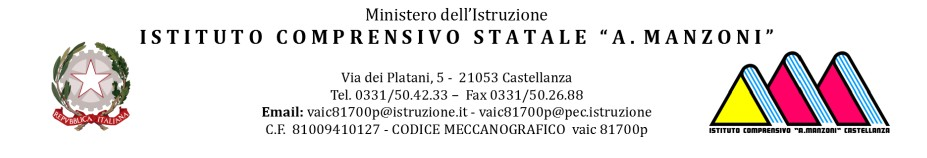 Ministero dell’Istruzione
ISTITUTO COMPRENSIVO STATALE “A. MANZONI”
Via dei Platani, 5 - 21053 Castellanza
Tel. 0331/50.42.33 – Fax 0331/50.26.88
Email: vaic81700p@istruzione.it - vaic81700p@pec.istruzione
C.F. 81009410127 - CODICE MECCANOGRAFICO vaic 81700p
REPVBBLICA ITALIANA
ISTITUTO COMPRENSIVO "A.MANZONI" CASTELLANZA